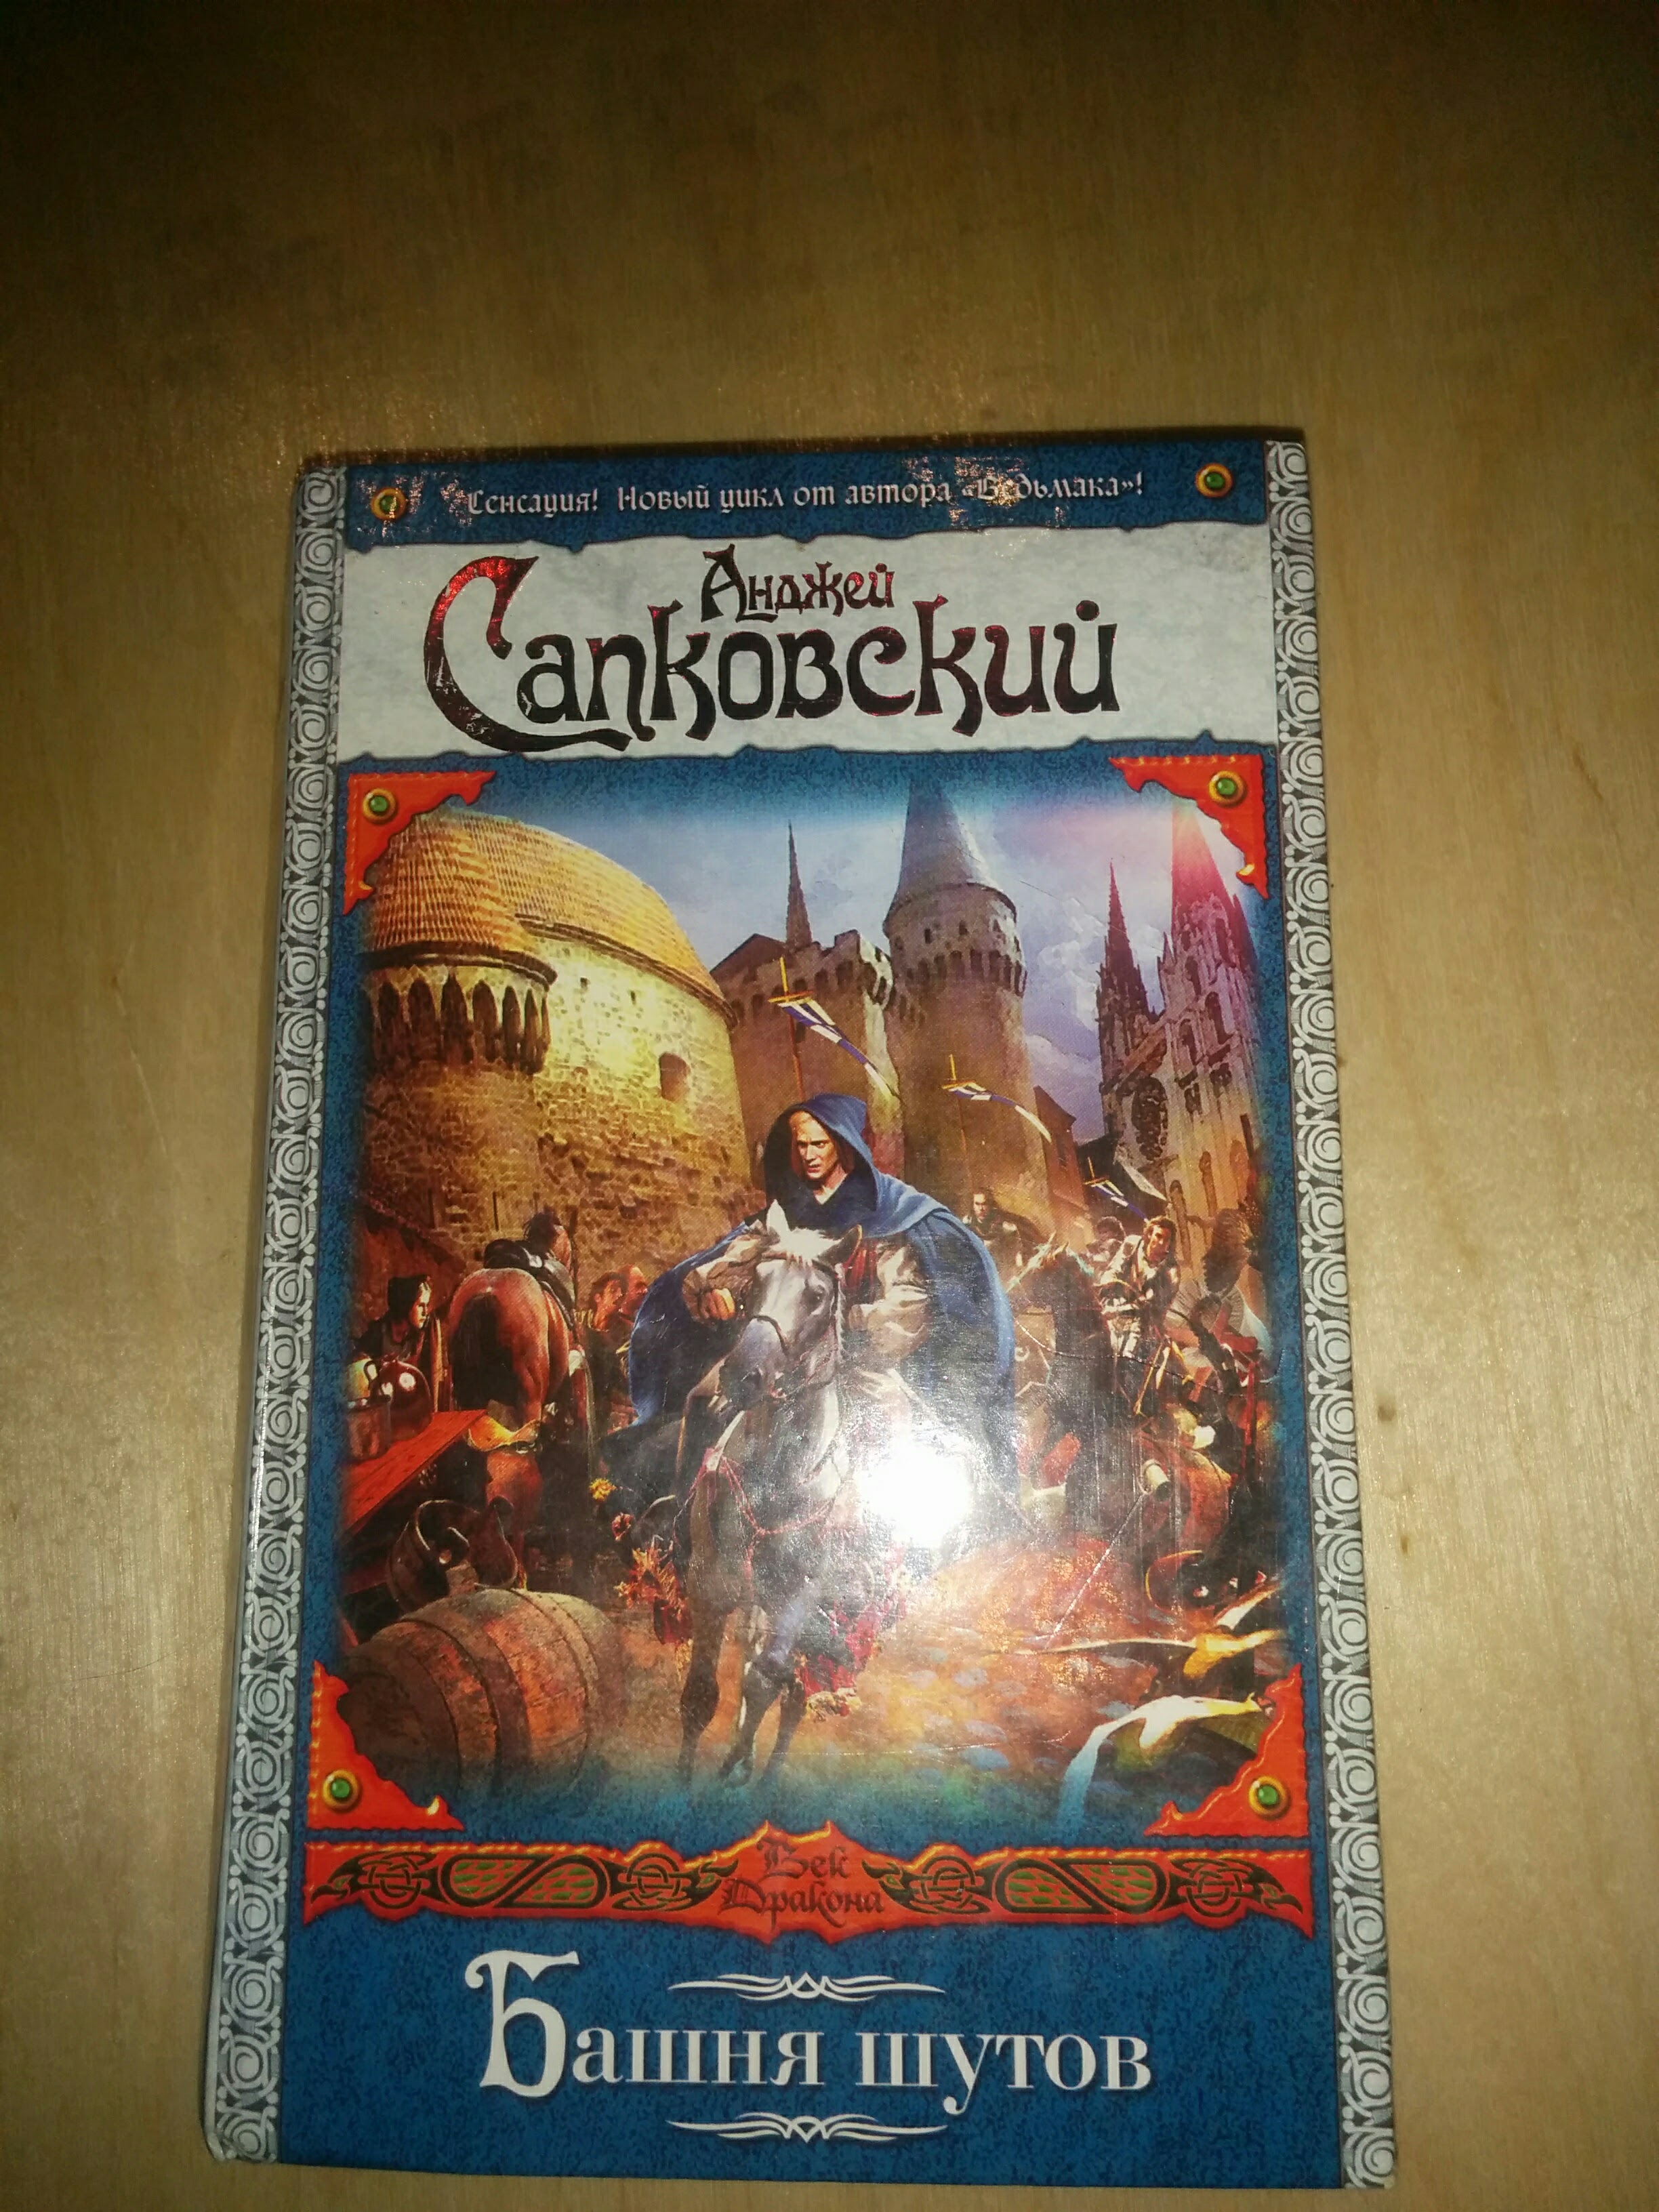 Сенсация! Новый цикл от автора «Ведьмака»!
Анджей
Сапковский
Век
Дракона
Башня шутов